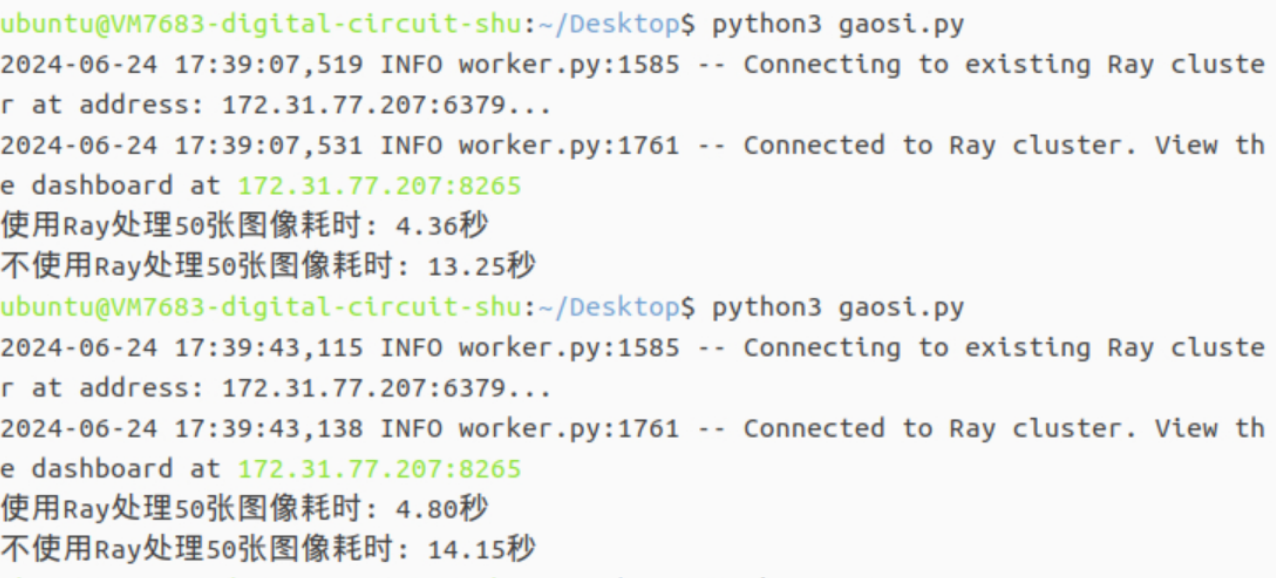 ubuntu@VM7683-digital-circuit-shu:~/Desktop$ python3 gaosi.py
2024-06-24 17:39:07,519 INFO worker.py:1585 -- Connecting to existing Ray cluste
r at address: 172.31.77.207:6379...
2024-06-24 17:39:07,531 INFO worker.py:1761 -- Connected to Ray cluster. View th
e dashboard at 172.31.77.207:8265
使用Ray处理50张图像耗时: 4.36秒
不使用Ray处理50张图像耗时: 13.25秒
ubuntu@VM7683-digital-circuit-shu:~/Desktop$ python3 gaosi.py
2024-06-24 17:39:43,115 INFO worker.py:1585 -- Connecting to existing Ray cluste
r at address: 172.31.77.207:6379...
2024-06-24 17:39:43,138 INFO worker.py:1761 -- Connected to Ray cluster. View th
e dashboard at 172.31.77.207:8265
使用Ray处理50张图像耗时: 4.80秒
不使用Ray处理50张图像耗时: 14.15秒